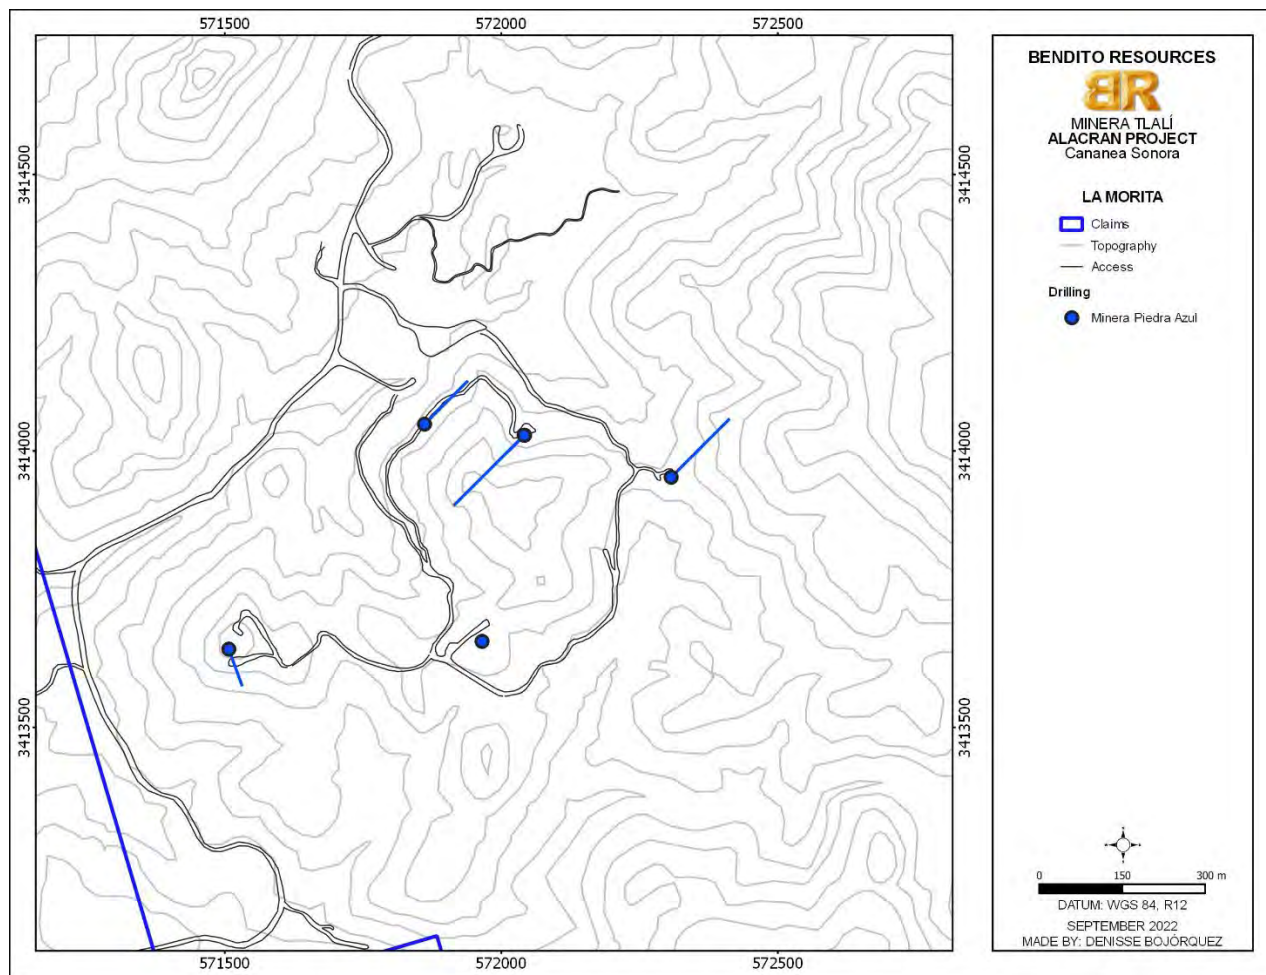 571500 572000 572500
3414500 3414500
3414000 3414000
3413500 3413500
571500 572000 572500
BENDITO RESOURCES
BR
MINERA TLALÍ
ALACRAN PROJECT
Cananea Sonora
LA MORITA
Claims
Topography
Access
Drilling
Minera Piedra Azul
0 150 300 m
DATUM: WGS 84, R12
SEPTEMBER 2022
MADE BY: DENISSE BOJÓRQUEZ